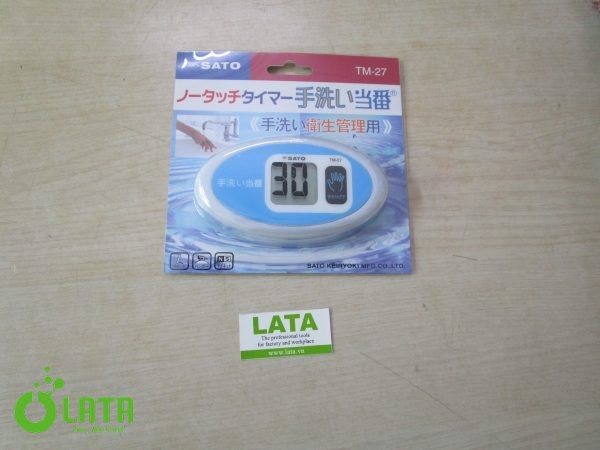 SATO
TM-27
ノータッチタイマー手洗い当番®
《手洗い衛生管理用》
SATO TM-27
手洗い当番 30
SATO KEIRYOKI MFG.CO.,LTD.
LATA
The professional tools
for factory and workplace
www.lata.vn
LATA